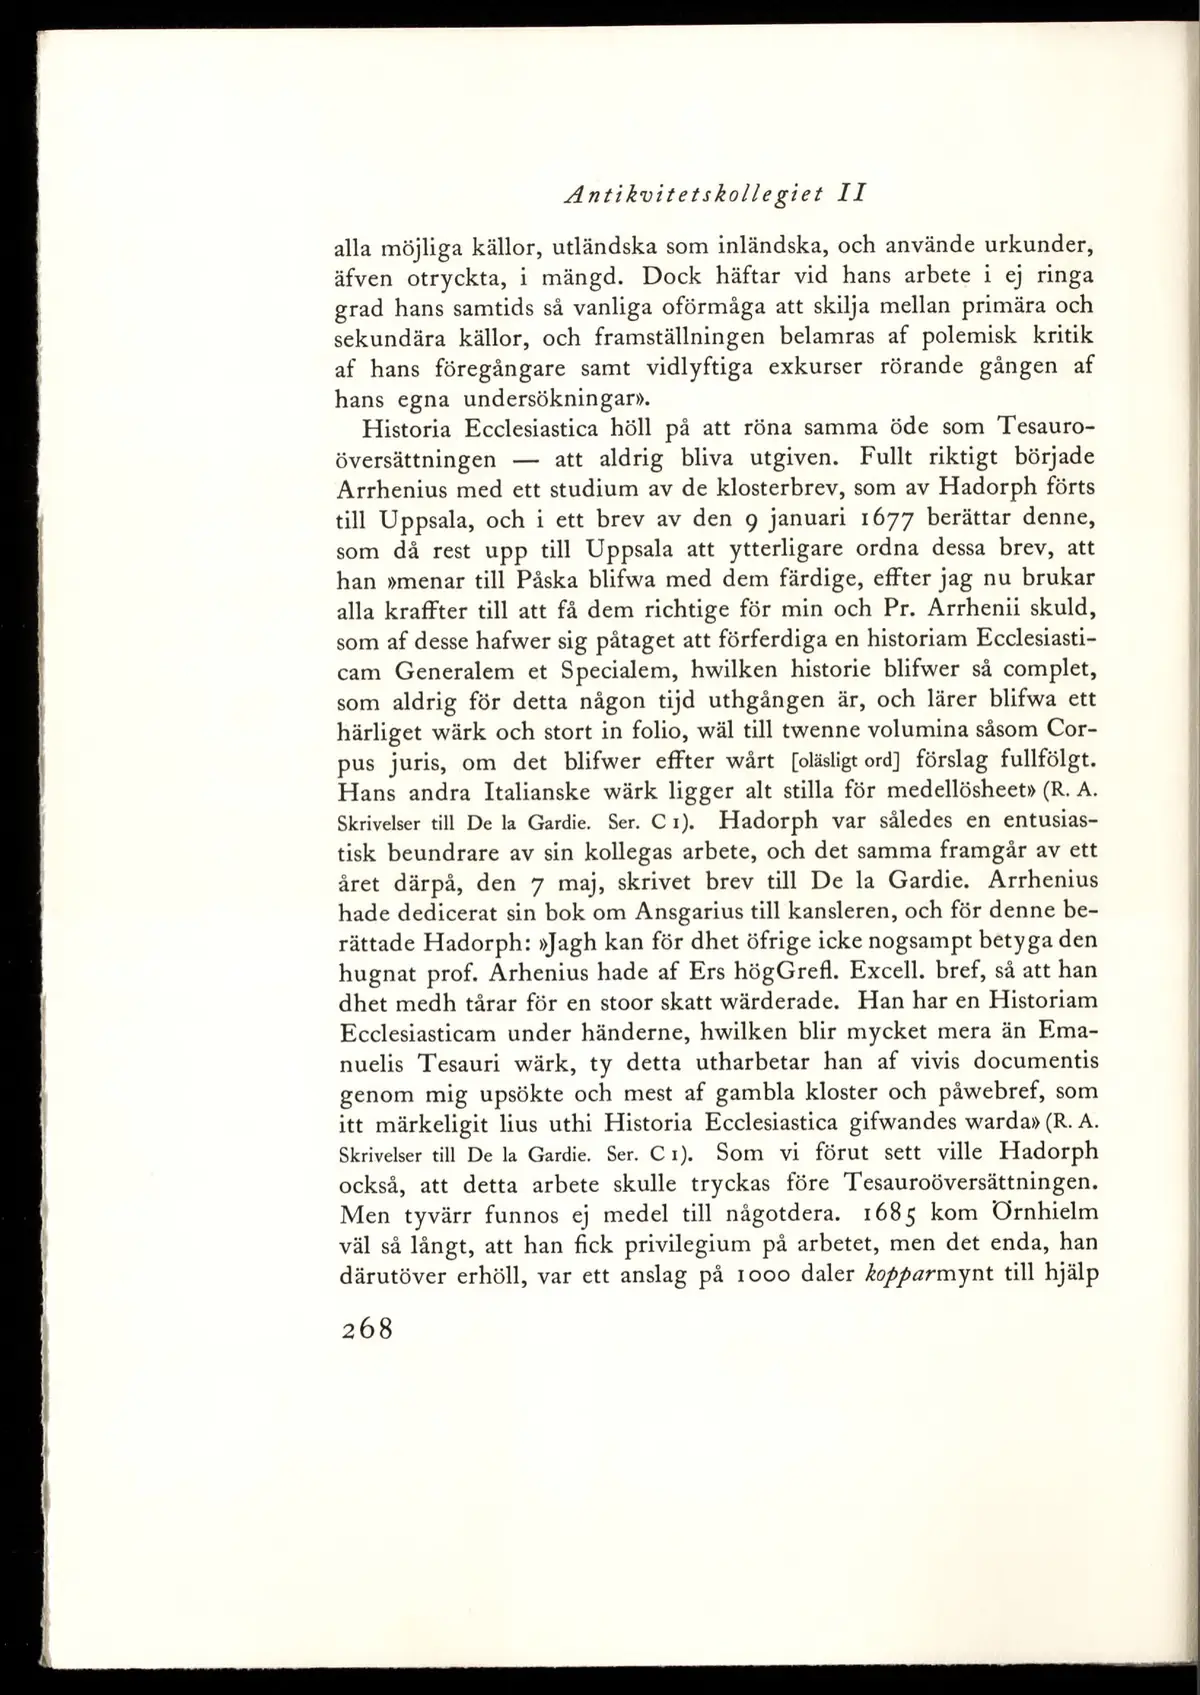 Antikvitetskollegiet II
alla möjliga källor, utländska som inländska, och använde urkunder,
äfven otryckta, i mängd. Dock häftar vid hans arbete i ej ringa
grad hans samtids så vanliga oförmåga att skilja mellan primära och
sekundära källor, och framställningen belamras af polemisk kritik
af hans föregångare samt vidlyftiga exkurser rörande gången af
hans egna undersökningar».
Historia Ecclesiastica höll på att röna samma öde som Tesauro-
översättningen — att aldrig bliva utgiven. Fullt riktigt började
Arrhenius med ett studium av de klosterbrev, som av Hadorph förts
till Uppsala, och i ett brev av den 9 januari 1677 berättar denne,
som då rest upp till Uppsala att ytterligare ordna dessa brev, att
han »menar till Påska blifwa med dem färdige, effter jag nu brukar
alla kraffter till att få dem richtige för min och Pr. Arrhenii skuld,
som af desse hafwer sig påtaget att förferdiga en historiam Ecclesiasti-
cam Generalem et Specialem, hwilken historie blifwer så complet,
som aldrig för detta någon tijd uthgången är, och lärer blifwa ett
härliget wärk och stort in folio, wäl till twenne volumina såsom Cor-
pus juris, om det blifwer effter wårt [oläsligt ord] förslag fullfölgt.
Hans andra Italianske wärk ligger alt stilla för medellösheet» (R. A.
Skrivelser till De la Gardie. Ser. C 1). Hadorph var således en entusias-
tisk beundrare av sin kollegas arbete, och det samma framgår av ett
året därpå, den 7 maj, skrivet brev till De la Gardie. Arrhenius
hade dedicerat sin bok om Ansgarius till kansleren, och för denne be-
rättade Hadorph: »Jagh kan för dhet öfrige icke nogsampt betyga den
hugnat prof. Arhenius hade af Ers högGrefl. Excell. bref, så att han
dhet medh tårar för en stoor skatt wärderade. Han har en Historiam
Ecclesiasticam under händerne, hwilken blir mycket mera än Ema-
nuelis Tesauri wärk, ty detta utharbetar han af vivis documentis
genom mig upsökte och mest af gambla kloster och påwebref, som
itt märkeligit lius uthi Historia Ecclesiastica gifwandes warda» (R. A.
Skrivelser till De la Gardie. Ser. C 1). Som vi förut sett ville Hadorph
också, att detta arbete skulle tryckas före Tesauroöversättningen.
Men tyvärr funnos ej medel till någotdera. 1685 kom Örnhielm
väl så långt, att han fick privilegium på arbetet, men det enda, han
därutöver erhöll, var ett anslag på 1000 daler kopparmynt till hjälp
268